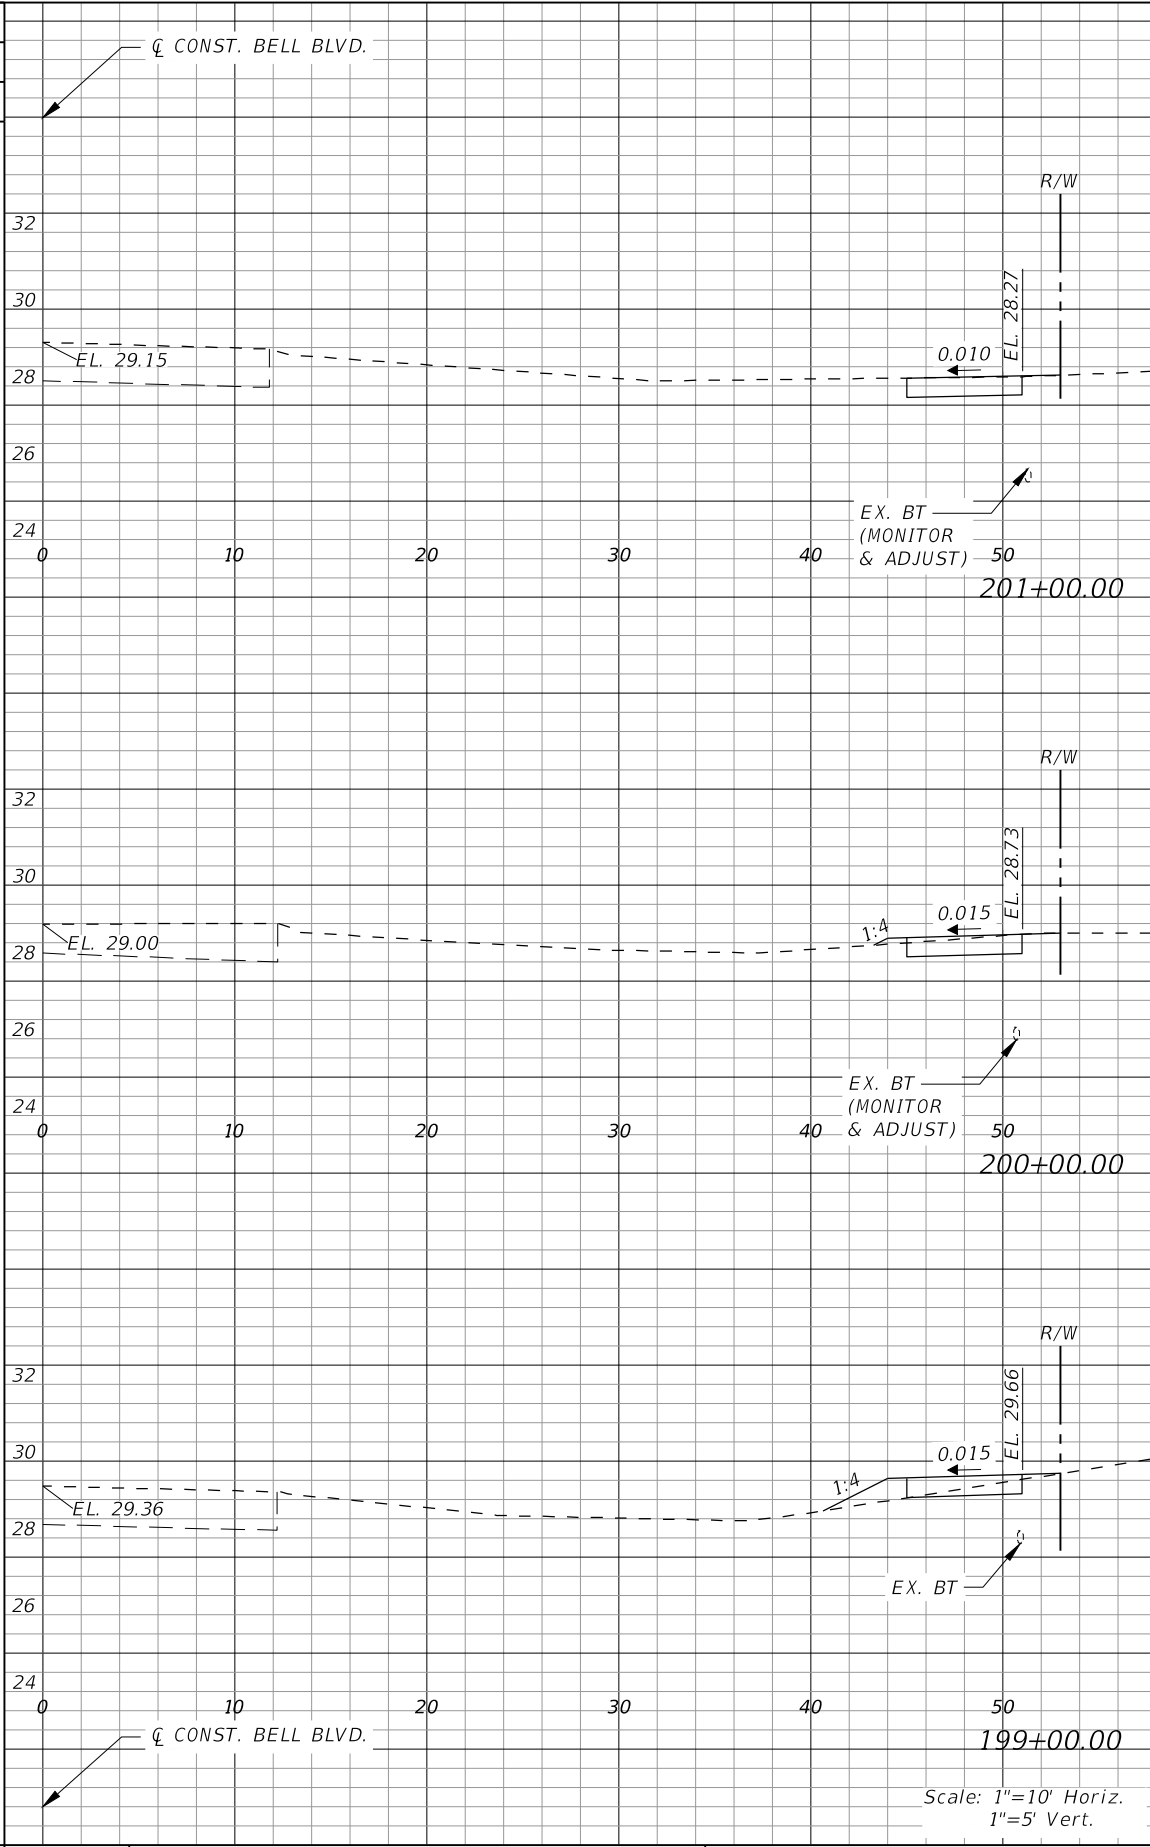 ℄ CONST. BELL BLVD.
R/W
32
EL. 28.27
30
0.010
EL. 29.15
28
26
EX. BT
(MONITOR
& ADJUST)
24
0 10 20 30 40 50
201+00.00
R/W
32
EL. 28.73
30
0.015
1:4
EL. 29.00
28
26
EX. BT
(MONITOR
& ADJUST)
24
0 10 20 30 40 50
200+00.00
R/W
32
EL. 29.66
30
0.015
1:4
EL. 29.36
28
EX. BT
26
24
0 10 20 30 40 50
℄ CONST. BELL BLVD.
199+00.00
Scale: 1"=10' Horiz.
1"=5' Vert.